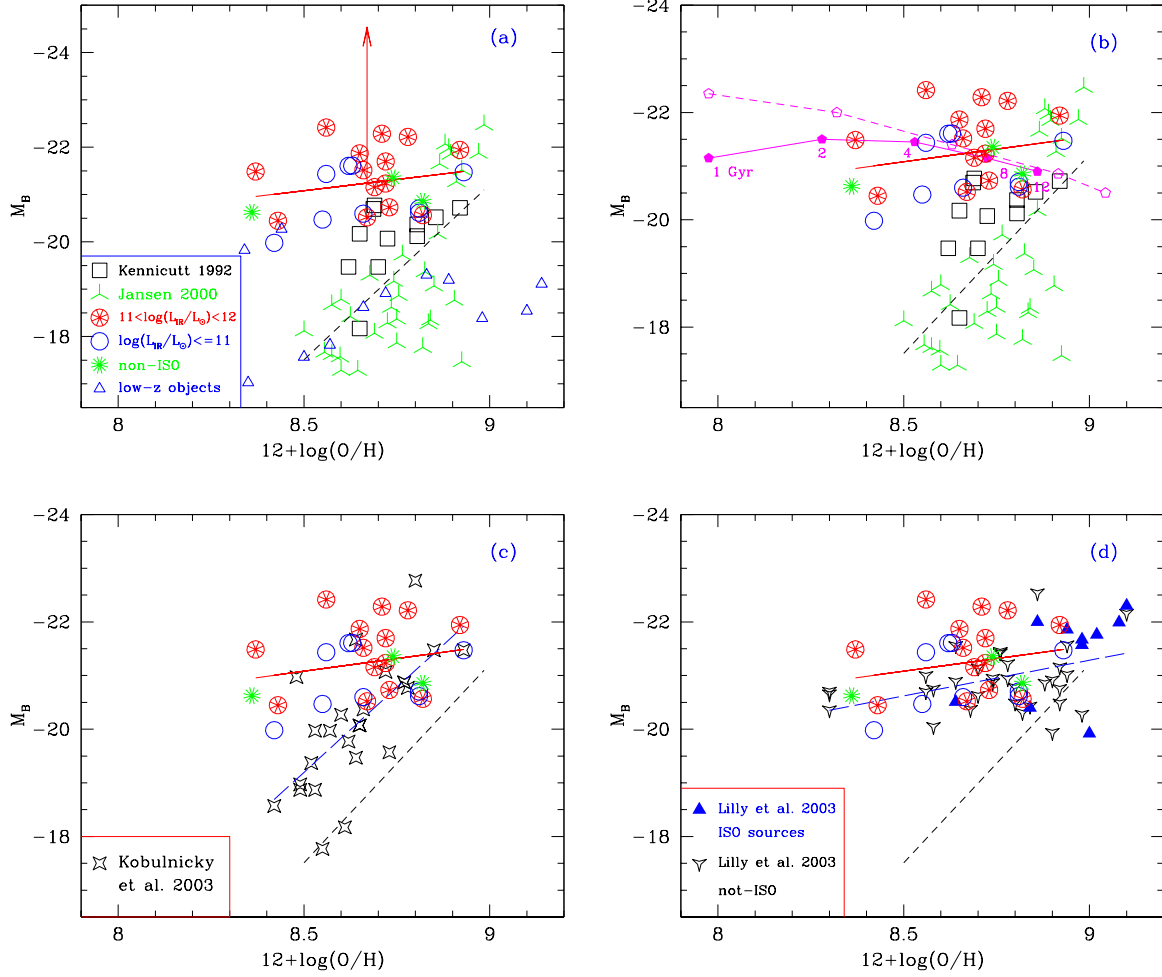 (a)
-24
-22
-20
-18
M_B
Kennicutt 1992
Jansen 2000
11<log(L_IR/L_⊙)<12
log(L_IR/L_⊙)<=11
non-ISO
low-z objects
8
8.5
9
12+log(O/H)
(b)
-24
-22
-20
-18
M_B
1 Gyr
2
4
8
12
8
8.5
9
12+log(O/H)
(c)
-24
-22
-20
-18
M_B
Kobulnicky
et al. 2003
8
8.5
9
12+log(O/H)
(d)
-24
-22
-20
-18
M_B
Lilly et al. 2003
ISO sources
Lilly et al. 2003
not-ISO
8
8.5
9
12+log(O/H)